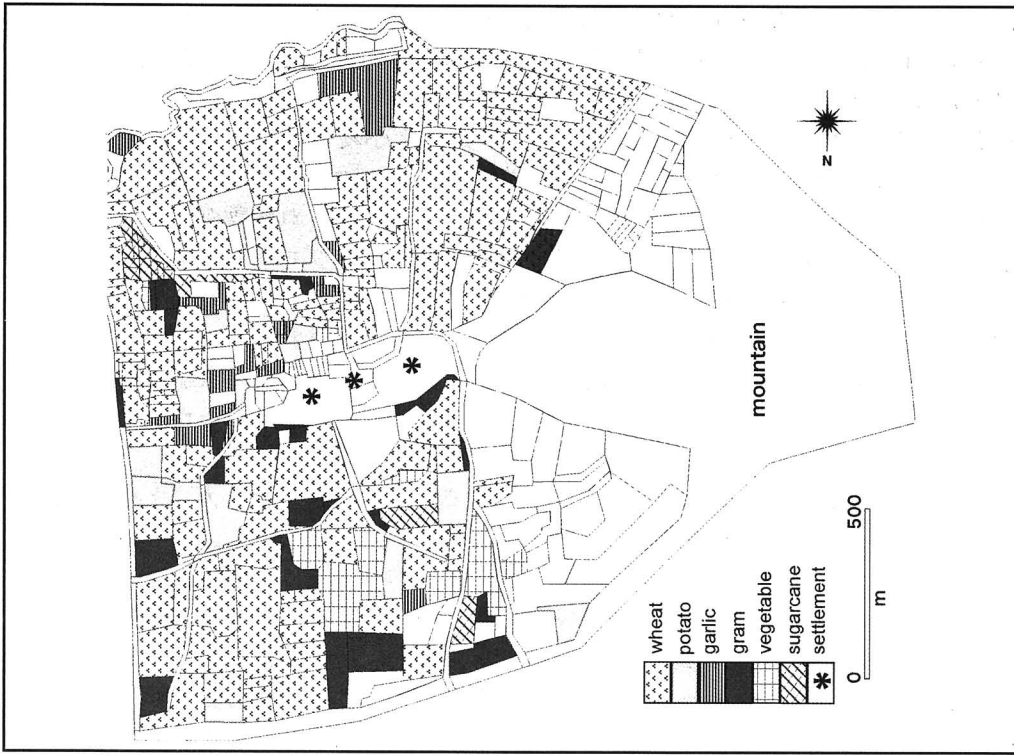 N
mountain
wheat
potato
garlic
gram
vegetable
sugarcane
settlement
0
500
m